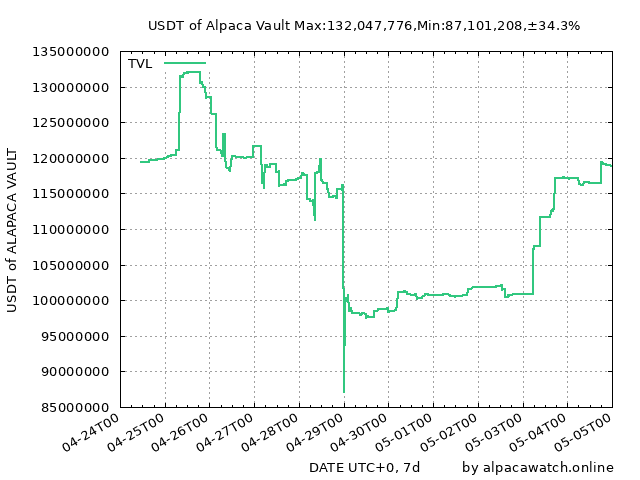 USDT of Alpaca Vault Max:132,047,776,Min:87,101,208,±34.3%
TVL
135000000
130000000
125000000
120000000
115000000
110000000
105000000
100000000
95000000
90000000
85000000
USDT of ALAPACA VAULT
04-24T00
04-25T00
04-26T00
04-27T00
04-28T00
04-29T00
04-30T00
05-01T00
05-02T00
05-03T00
05-04T00
05-05T00
DATE UTC+0, 7d
by alpacawatch.online